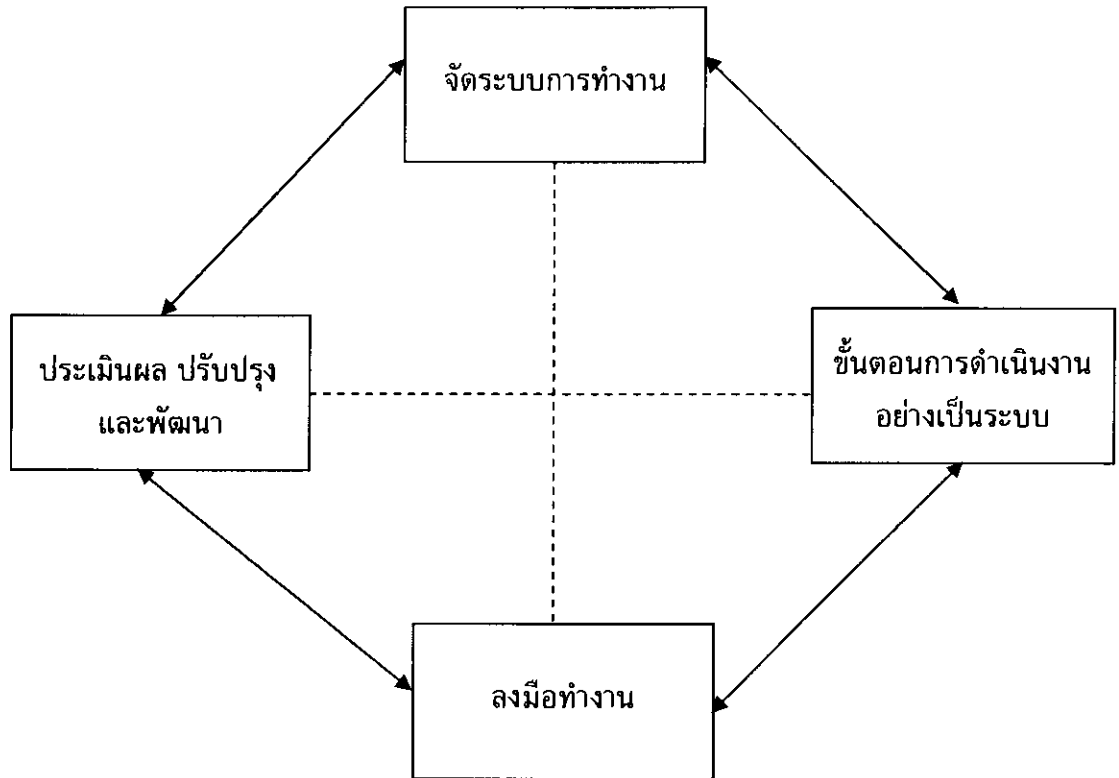 จัดระบบการทำงาน
ประเมินผล ปรับปรุง
และพัฒนา
ขั้นตอนการดำเนินงาน
อย่างเป็นระบบ
ลงมือทำงาน